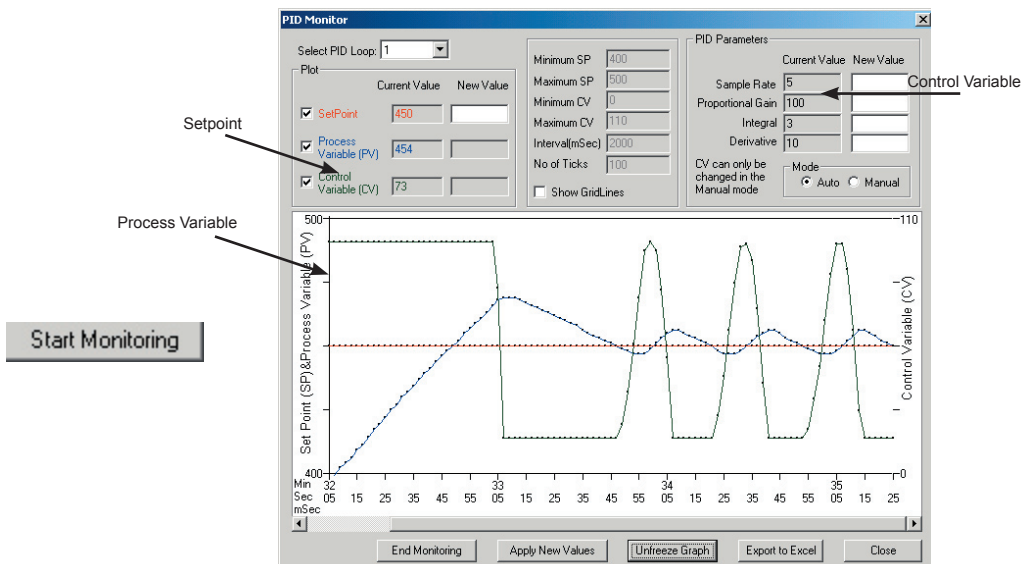 PID Monitor
Select PID Loop: 1
Plot
Current Value New Value
SetPoint 450
Process Variable (PV) 454
Control Variable (CV) 73
Minimum SP 400
Maximum SP 500
Minimum CV 0
Maximum CV 110
Interval(mSec) 2000
No of Ticks 100
Show GridLines
PID Parameters
Current Value New Value
Sample Rate 5
Proportional Gain 100
Integral 3
Derivative 10
CV can only be
changed in the
Manual mode
Mode
Auto Manual
Control Variable
Setpoint
Process Variable
Start Monitoring
500
400
Set Point (SP)&Process Variable (PV)
110
0
Control Variable (CV)
Min 32 33 34 35
Sec 05 15 25 35 45 55 05 15 25 35 45 55 05 15 25 35 45 55 05 15 25
mSec
End Monitoring Apply New Values Unfreeze Graph Export to Excel Close